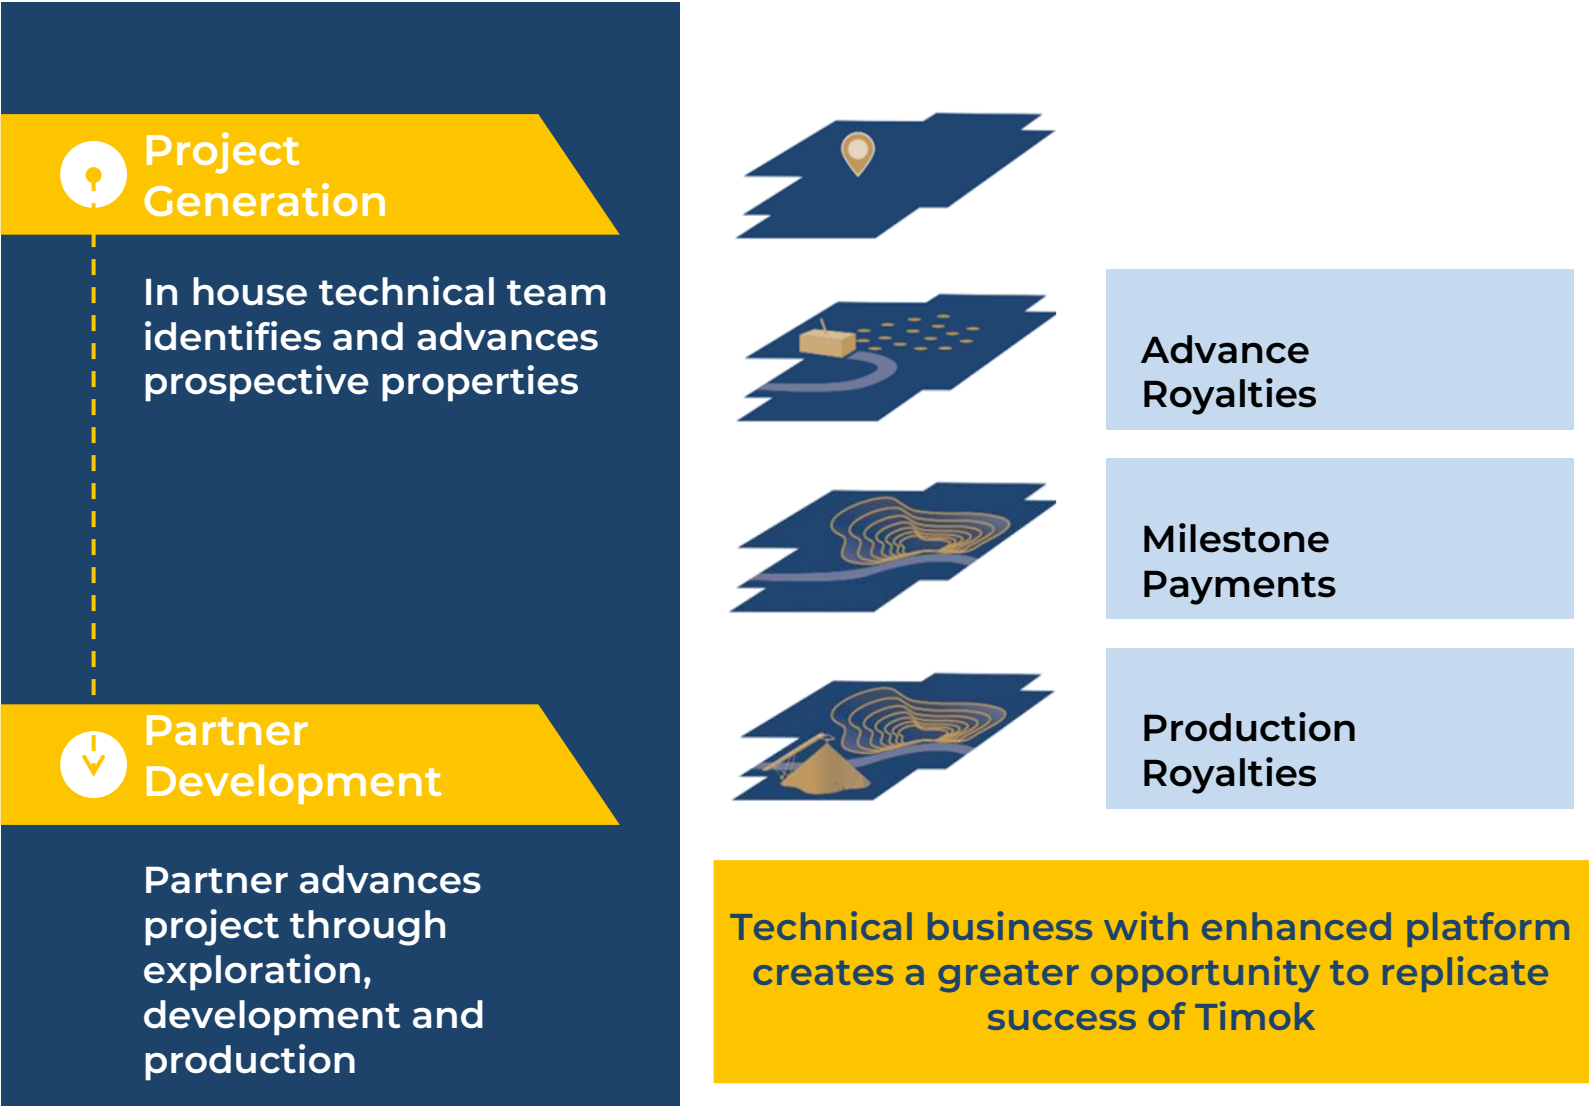 Project
Generation
In house technical team
identifies and advances
prospective properties
Partner
Development
Partner advances
project through
exploration,
development and
production
Advance
Royalties
Milestone
Payments
Production
Royalties
Technical business with enhanced platform
creates a greater opportunity to replicate
success of Timok